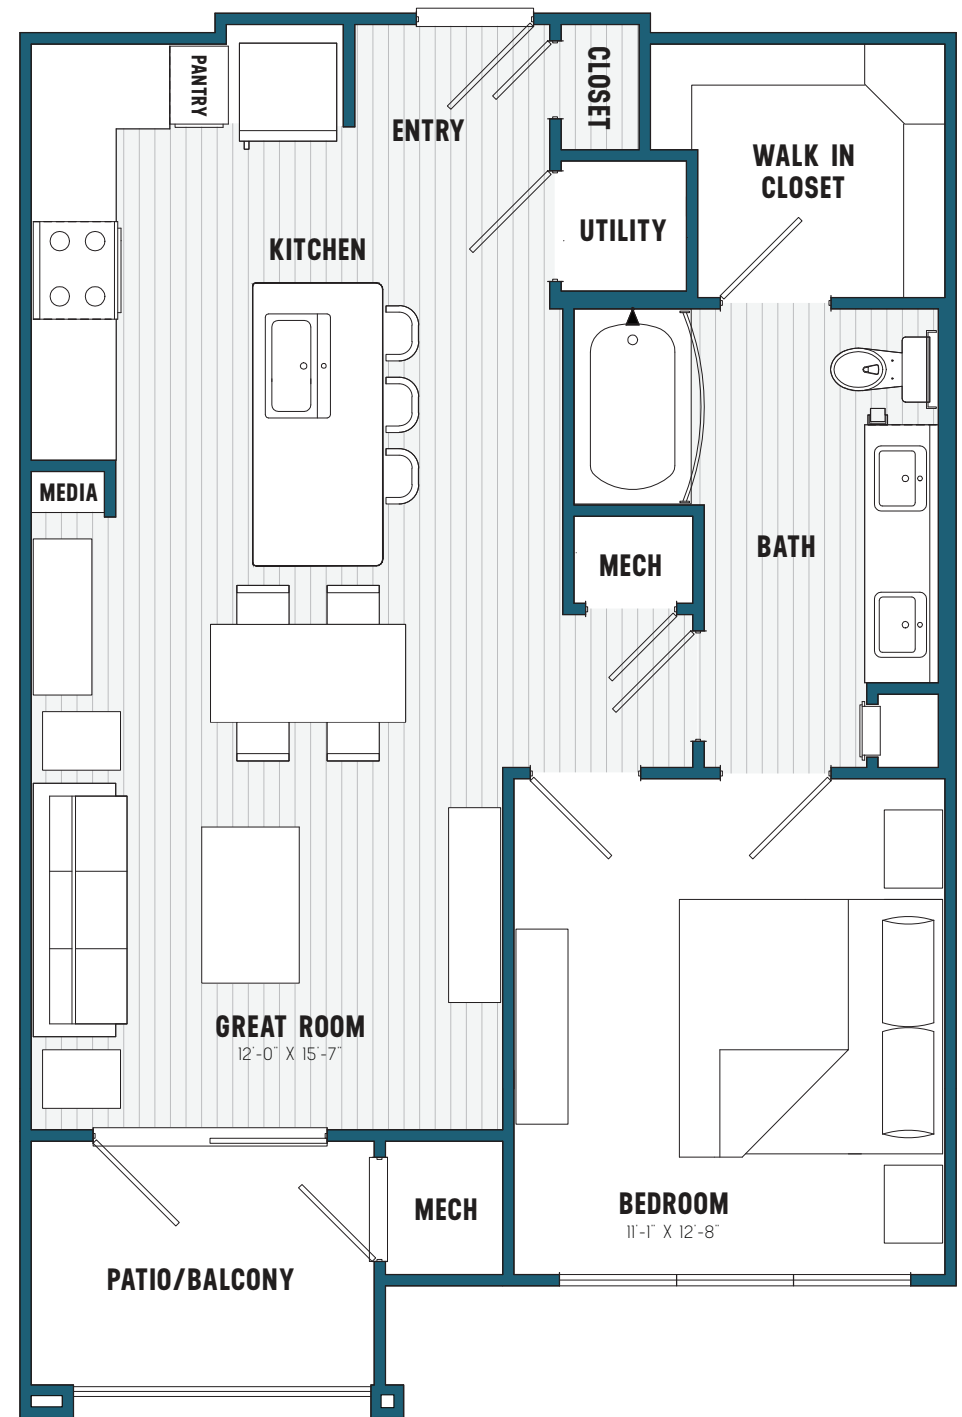 PANTRY
CLOSET
ENTRY
WALK IN
CLOSET
UTILITY
KITCHEN
MEDIA
BATH
MECH
GREAT ROOM
12'-0" X 15'-7"
BEDROOM
11'-1" X 12'-8"
MECH
PATIO/BALCONY